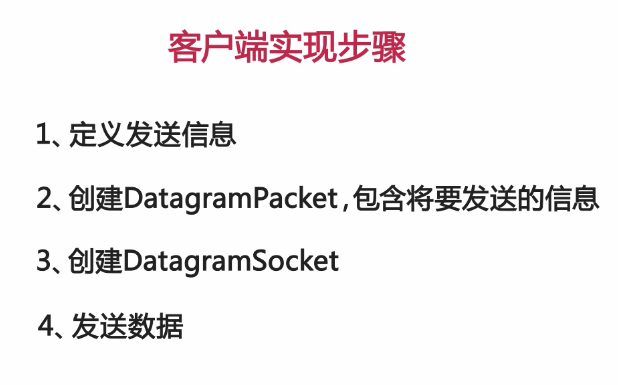 客户端实现步骤
1、定义发送信息
2、创建DatagramPacket,包含将要发送的信息
3、创建DatagramSocket
4、发送数据